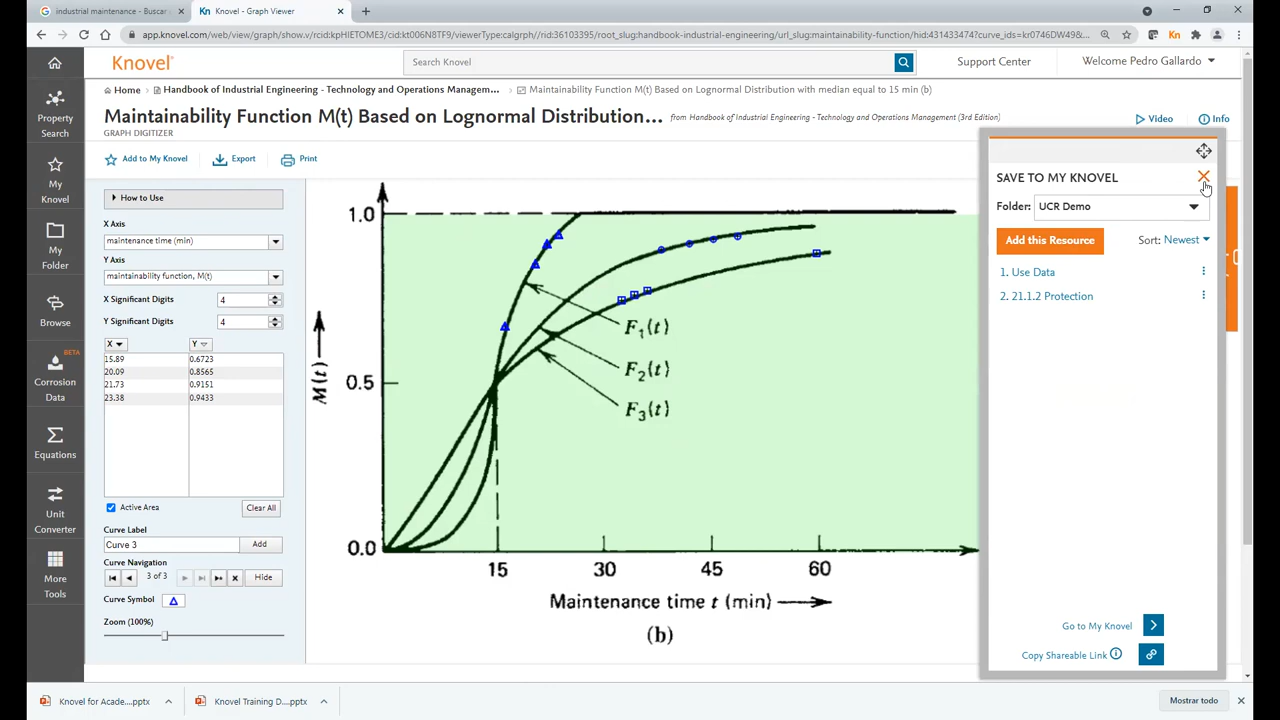 industrial maintenance - Buscar
Knovel - Graph Viewer
app.knovel.com/web/view/graph/show.v/rcid:kpHIETOME3/cid:kt006N8TF9/viewerType:calgrph//rid:36103395/root_slug:handbook-industrial-engineering/url_slug:maintainability-function/hid:431433474?curve_ids=kr0746DW49&...
Knovel
Search Knovel
Support Center
Welcome Pedro Gallardo
Home
Handbook of Industrial Engineering - Technology and Operations Managem...
Maintainability Function M(t) Based on Lognormal Distribution with median equal to 15 min (b)
Maintainability Function M(t) Based on Lognormal Distribution... from Handbook of Industrial Engineering - Technology and Operations Management (3rd Edition)
GRAPH DIGITIZER
Video
Info
Add to My Knovel
Export
Print
Property
Search
My
Knovel
My
Folder
Browse
BETA
Corrosion
Data
Equations
Unit
Converter
More
Tools
How to Use
X Axis
maintenance time (min)
Y Axis
maintainability function, M(t)
X Significant Digits 4
Y Significant Digits 4
X Y
15.89 0.6723
20.09 0.8565
21.73 0.9151
23.38 0.9433
Active Area
Clear All
Curve Label
Curve 3 Add
Curve Navigation
3 of 3 Hide
Curve Symbol
Zoom (100%)
1.0
0.5
0.0
M(t)
F1(t)
F2(t)
F3(t)
15 30 45 60
Maintenance time t (min)
(b)
SAVE TO MY KNOVEL
Folder: UCR Demo
Add this Resource
Sort: Newest
1. Use Data
2. 21.1.2 Protection
Go to My Knovel
Copy Shareable Link
Knovel for Acade....pptx
Knovel Training D....pptx
Mostrar todo